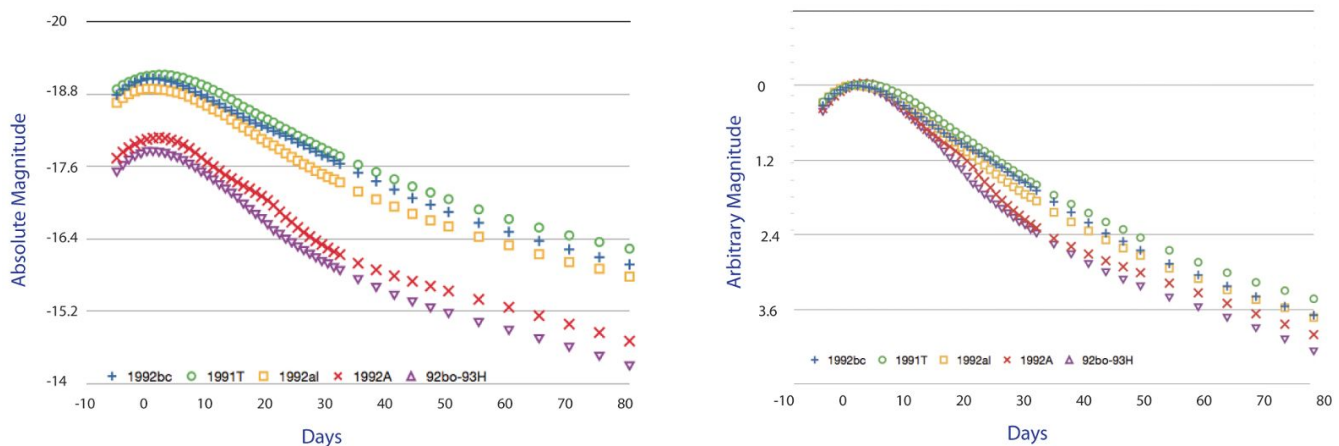 -20
-18.8
-17.6
-16.4
-15.2
-14
Absolute Magnitude
1992bc 1991T 1992al 1992A 92bo-93H
-10 0 10 20 30 40 50 60 70 80
Days
0
1.2
2.4
3.6
Arbitrary Magnitude
1992bc 1991T 1992al 1992A 92bo-93H
-10 0 10 20 30 40 50 60 70 80
Days